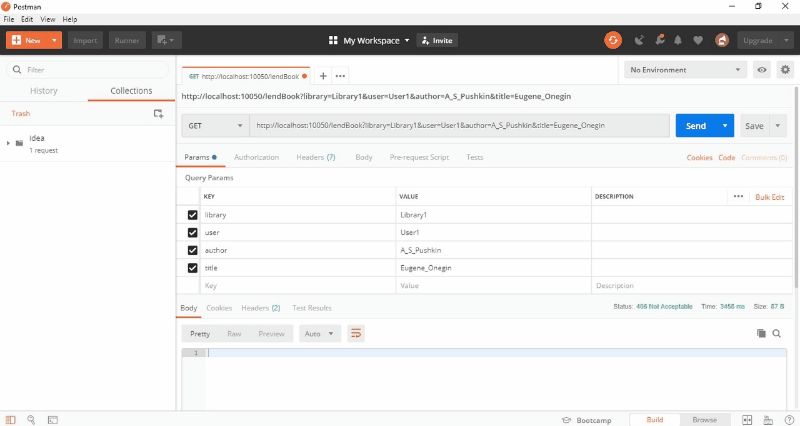 Postman
File Edit View Help
New Import Runner My Workspace Invite Upgrade
Filter
History Collections
Trash
Idea
1 request
GET http://localhost:10050/lendBook
No Environment
http://localhost:10050/lendBook?library=Library1&user=User1&author=A_S_Pushkin&title=Eugene_Onegin
GET http://localhost:10050/lendBook?library=Library1&user=User1&author=A_S_Pushkin&title=Eugene_Onegin Send Save
Params Authorization Headers (7) Body Pre-request Script Tests Cookies Code Comments (0)
Query Params
KEY VALUE DESCRIPTION Bulk Edit
library Library1
user User1
author A_S_Pushkin
title Eugene_Onegin
Key Value Description
Body Cookies Headers (2) Test Results Status: 406 Not Acceptable Time: 3456 ms Size: 67 B
Pretty Raw Preview Auto
1
Bootcamp Build Browse